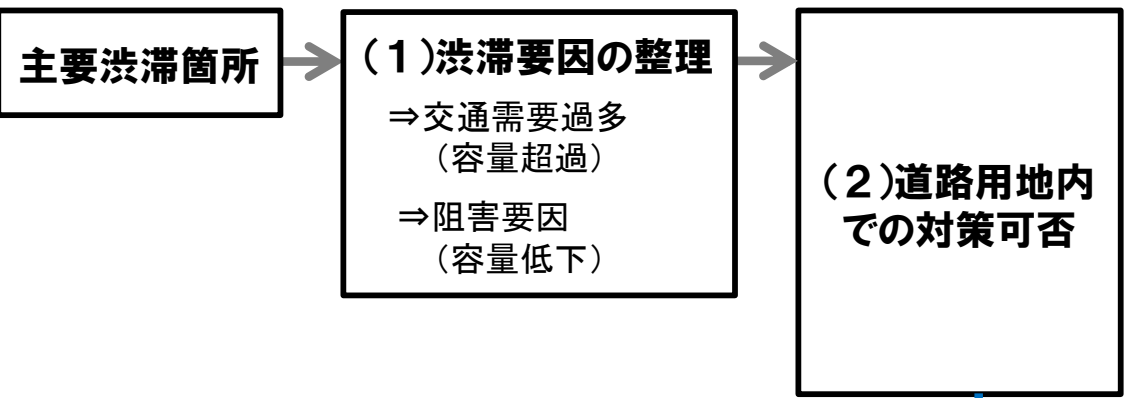 主要渋滞箇所
（１）渋滞要因の整理
⇒交通需要過多
（容量超過）
⇒阻害要因
（容量低下）
（２）道路用地内
での対策可否